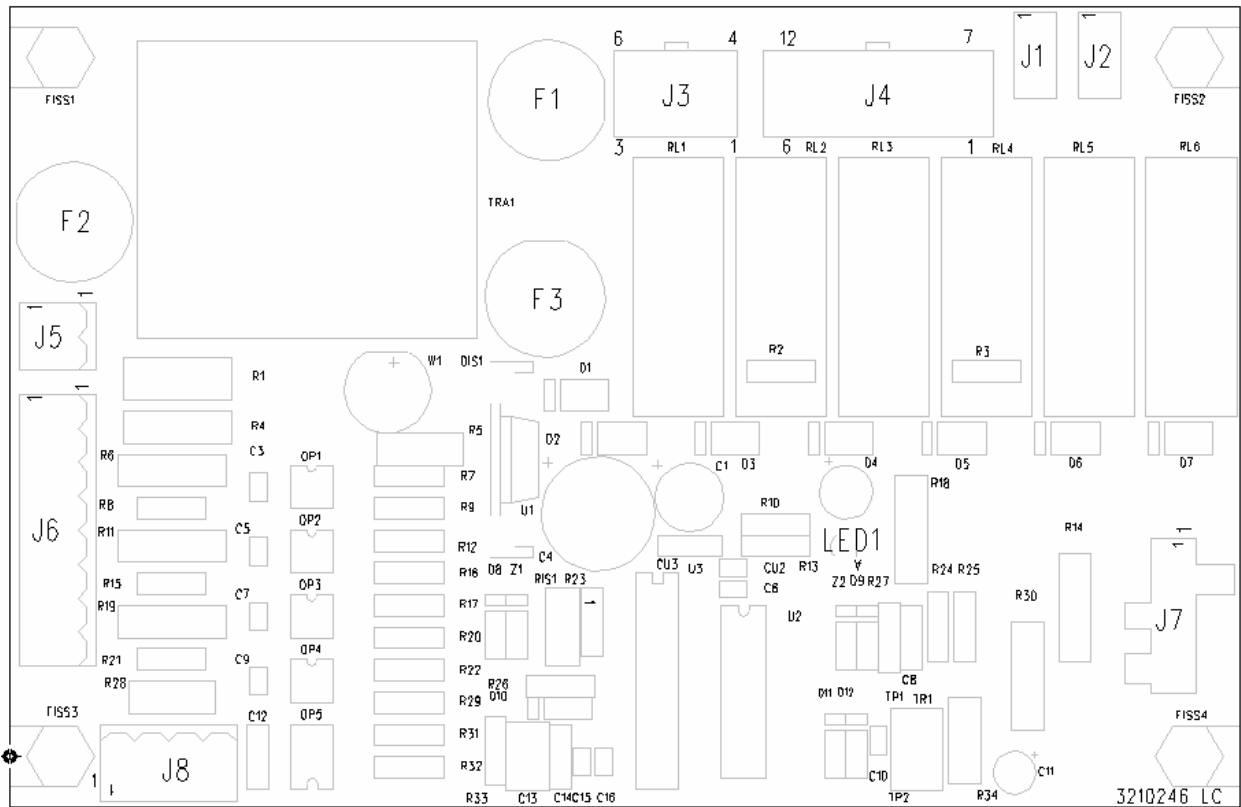 6 4 12 7 1 1
J1 J2
F1 J3 J4
FISS1 FISS2
3 RL1 1 6 RL2 RL3 1 RL4 RL5 RL6
TRA1
F2
F3
1 1
J5
R2 R3
W1 DIS1 D1
R1
1 1
R4 R5 D2
R6 C3 OP1 C1 D3 D4 D5 D6 D7
R7
R8 R9 U1 R10 R18
J6 R11 C5 OP2 LED1 R14 1 1
R12 C4
R15 R16 D8 Z1 CU3 U3 CU2 R13
C7 OP3 RIS1 R23 C6 Z2 D9 R27 R24 R25
R19 R17 1 U2 R30 J7
R20
R21 C9 OP4 R22
R28 R26 C8
R29 D10 D11 D12 TP1 TR1
FISS3 C12 OP5 FISS4
R31
J8 R32 C10 C11
1 1
R33 C13 C14 C15 C16 TP2 R34
3210246 LC